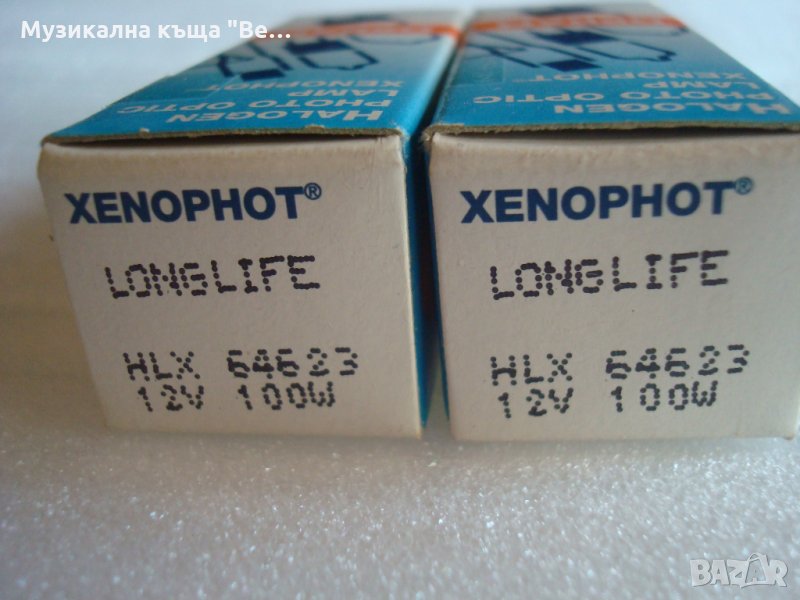 Музикална къща "Ве...
HALOGEN
PHOTO OPTIC
LAMP
XENOPHOT
HALOGEN
PHOTO OPTIC
LAMP
XENOPHOT
XENOPHOT®
LONGLIFE
HLX 64623
12V 100W
XENOPHOT®
LONGLIFE
HLX 64623
12V 100W
BAZAR